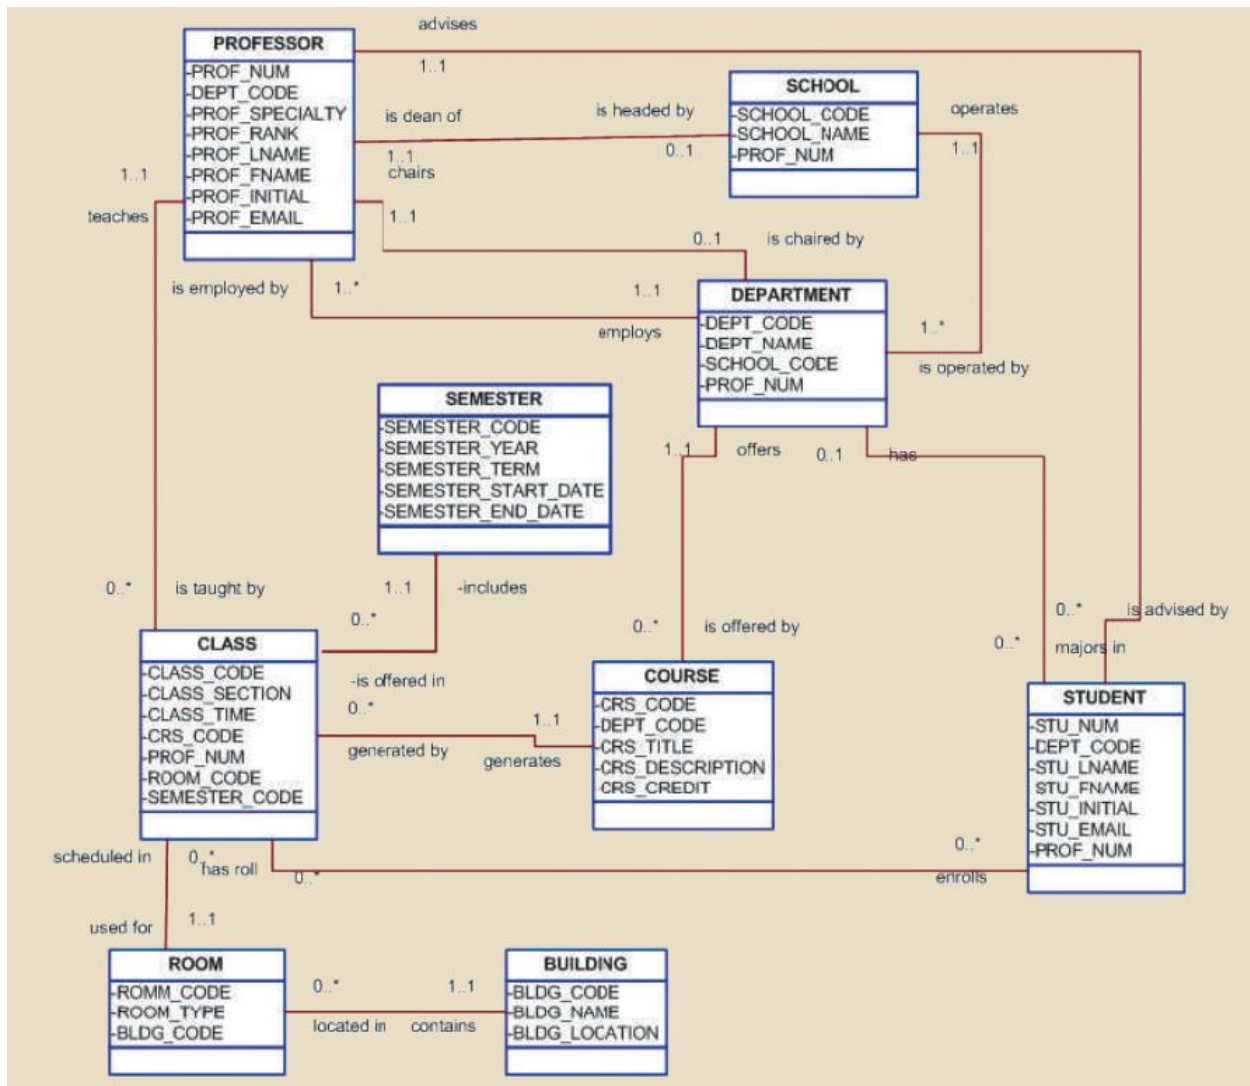 advises
PROFESSOR
-PROF_NUM
-DEPT_CODE
-PROF_SPECIALTY
-PROF_RANK
-PROF_LNAME
-PROF_FNAME
-PROF_INITIAL
-PROF_EMAIL
1..1
is dean of
1..1
chairs
1..1
is headed by
0..1
SCHOOL
-SCHOOL_CODE
-SCHOOL_NAME
-PROF_NUM
operates
1..1
1..1
teaches
0..1
is chaired by
is employed by
1..*
1..1
employs
DEPARTMENT
-DEPT_CODE
-DEPT_NAME
-SCHOOL_CODE
-PROF_NUM
1..*
is operated by
SEMESTER
-SEMESTER_CODE
-SEMESTER_YEAR
-SEMESTER_TERM
-SEMESTER_START_DATE
-SEMESTER_END_DATE
1..1
offers
0..1
has
0..*
is taught by
1..1
-includes
0..*
-is offered in
0..*
is offered by
0..*
is advised by
0..*
majors in
CLASS
-CLASS_CODE
-CLASS_SECTION
-CLASS_TIME
-CRS_CODE
-PROF_NUM
-ROOM_CODE
-SEMESTER_CODE
0..*
generated by
1..1
generates
COURSE
-CRS_CODE
-DEPT_CODE
-CRS_TITLE
-CRS_DESCRIPTION
-CRS_CREDIT
STUDENT
-STU_NUM
-DEPT_CODE
-STU_LNAME
-STU_FNAME
-STU_INITIAL
-STU_EMAIL
-PROF_NUM
scheduled in
0..*
has roll
0..*
0..*
enrolls
used for
1..1
ROOM
-ROMM_CODE
-ROOM_TYPE
-BLDG_CODE
0..*
located in
1..1
contains
BUILDING
-BLDG_CODE
-BLDG_NAME
-BLDG_LOCATION